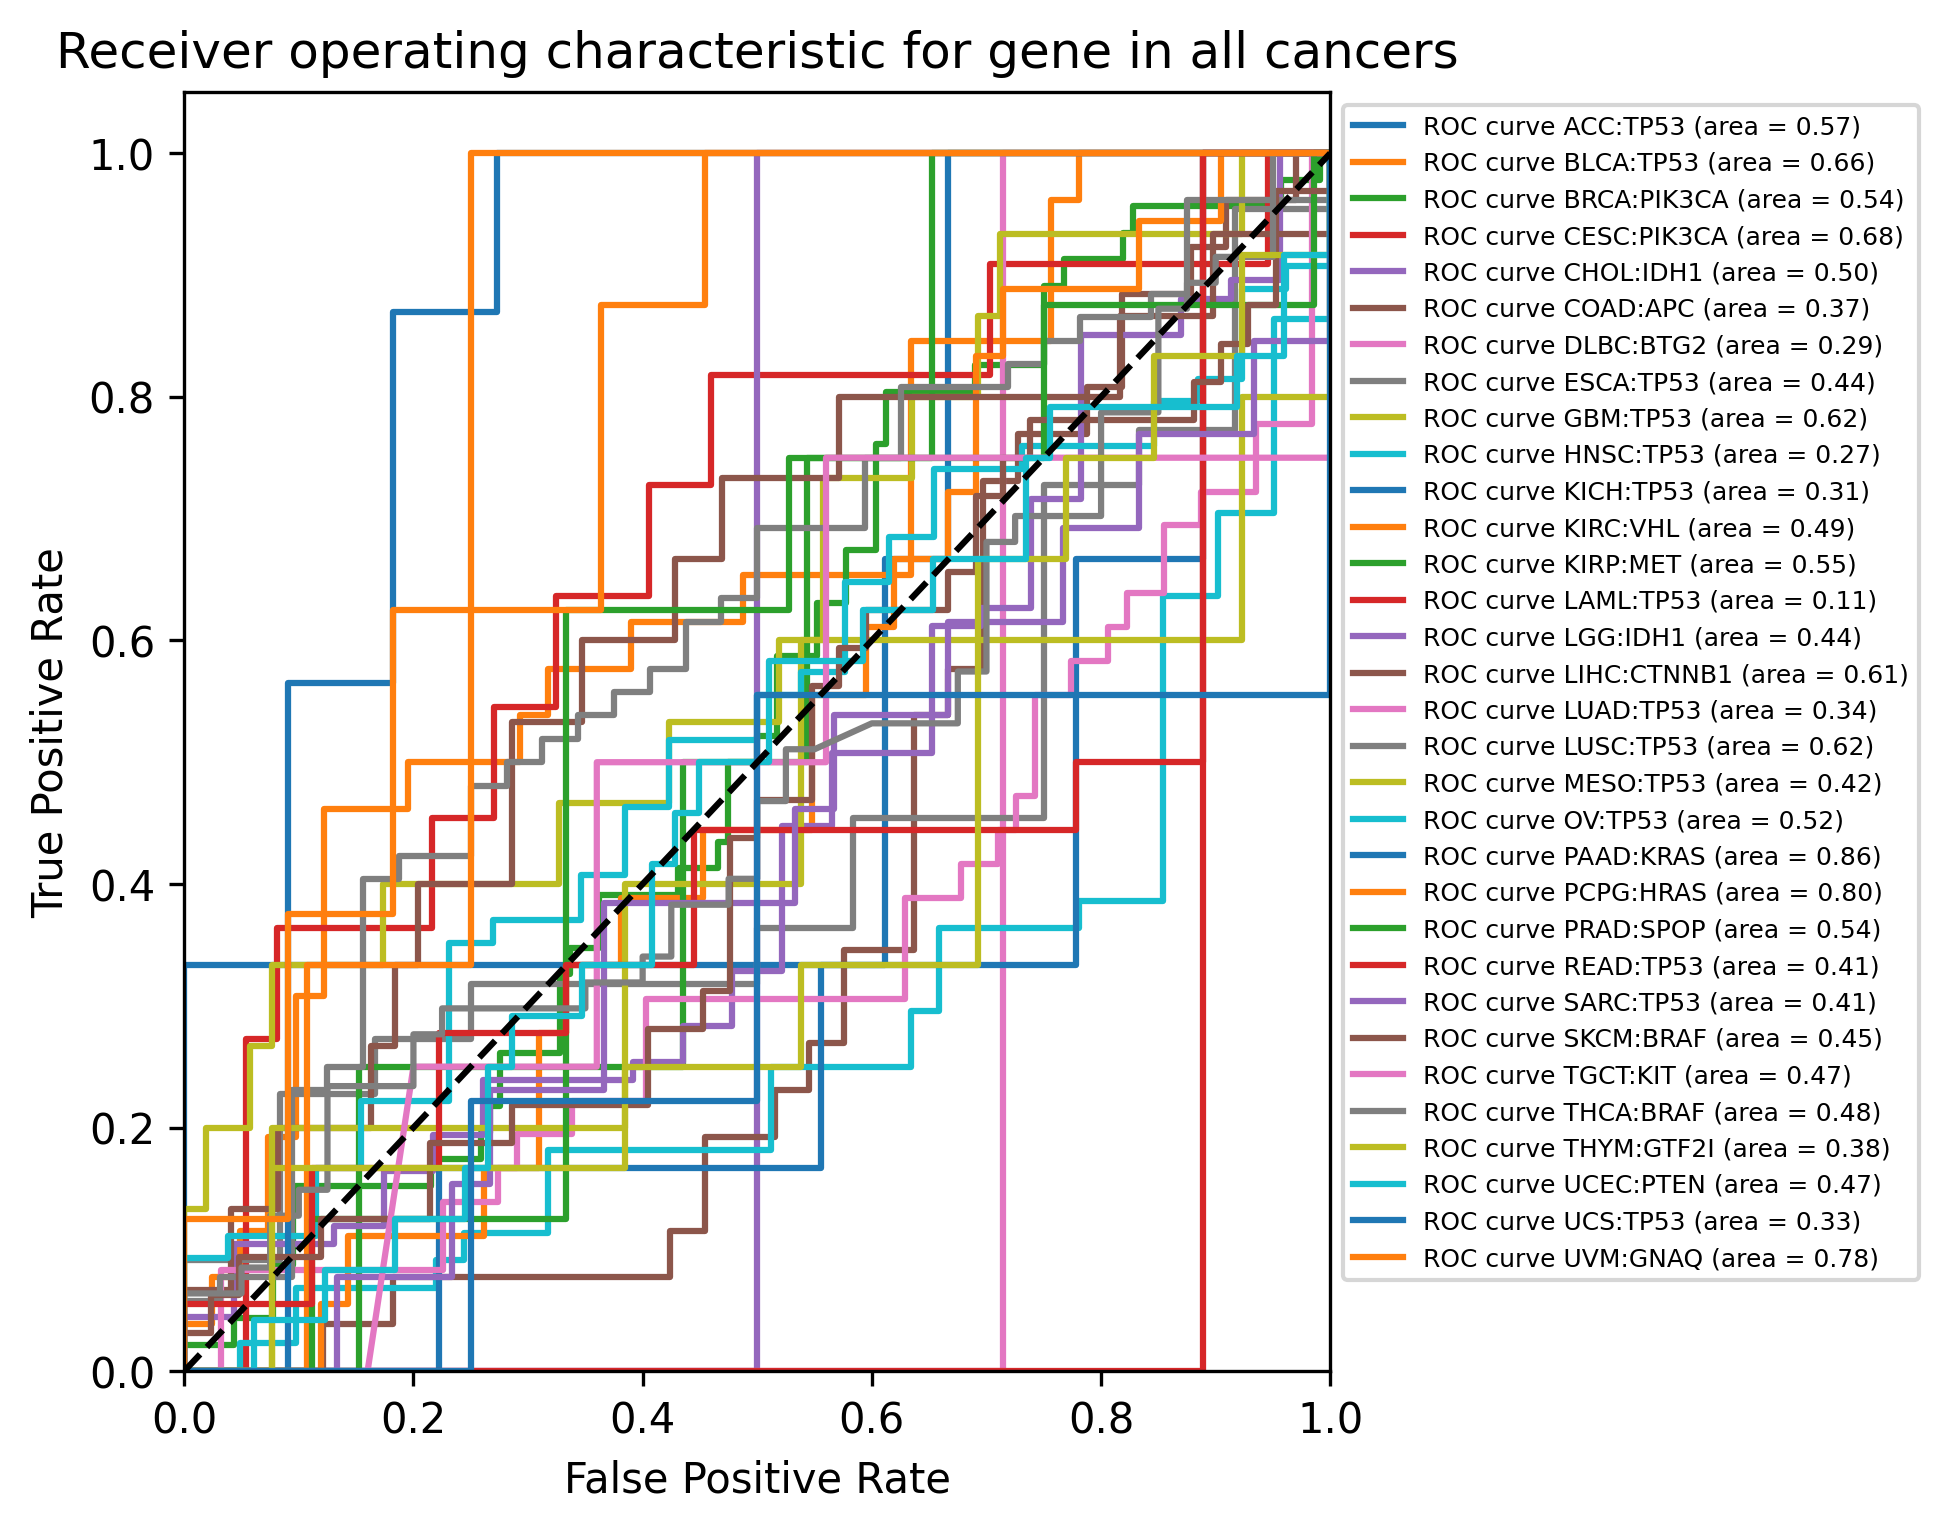 Receiver operating characteristic for gene in all cancers
True Positive Rate
1.0
0.8
0.6
0.4
0.2
0.0
0.0 0.2 0.4 0.6 0.8 1.0
False Positive Rate
ROC curve ACC:TP53 (area = 0.57)
ROC curve BLCA:TP53 (area = 0.66)
ROC curve BRCA:PIK3CA (area = 0.54)
ROC curve CESC:PIK3CA (area = 0.68)
ROC curve CHOL:IDH1 (area = 0.50)
ROC curve COAD:APC (area = 0.37)
ROC curve DLBC:BTG2 (area = 0.29)
ROC curve ESCA:TP53 (area = 0.44)
ROC curve GBM:TP53 (area = 0.62)
ROC curve HNSC:TP53 (area = 0.27)
ROC curve KICH:TP53 (area = 0.31)
ROC curve KIRC:VHL (area = 0.49)
ROC curve KIRP:MET (area = 0.55)
ROC curve LAML:TP53 (area = 0.11)
ROC curve LGG:IDH1 (area = 0.44)
ROC curve LIHC:CTNNB1 (area = 0.61)
ROC curve LUAD:TP53 (area = 0.34)
ROC curve LUSC:TP53 (area = 0.62)
ROC curve MESO:TP53 (area = 0.42)
ROC curve OV:TP53 (area = 0.52)
ROC curve PAAD:KRAS (area = 0.86)
ROC curve PCPG:HRAS (area = 0.80)
ROC curve PRAD:SPOP (area = 0.54)
ROC curve READ:TP53 (area = 0.41)
ROC curve SARC:TP53 (area = 0.41)
ROC curve SKCM:BRAF (area = 0.45)
ROC curve TGCT:KIT (area = 0.47)
ROC curve THCA:BRAF (area = 0.48)
ROC curve THYM:GTF2I (area = 0.38)
ROC curve UCEC:PTEN (area = 0.47)
ROC curve UCS:TP53 (area = 0.33)
ROC curve UVM:GNAQ (area = 0.78)